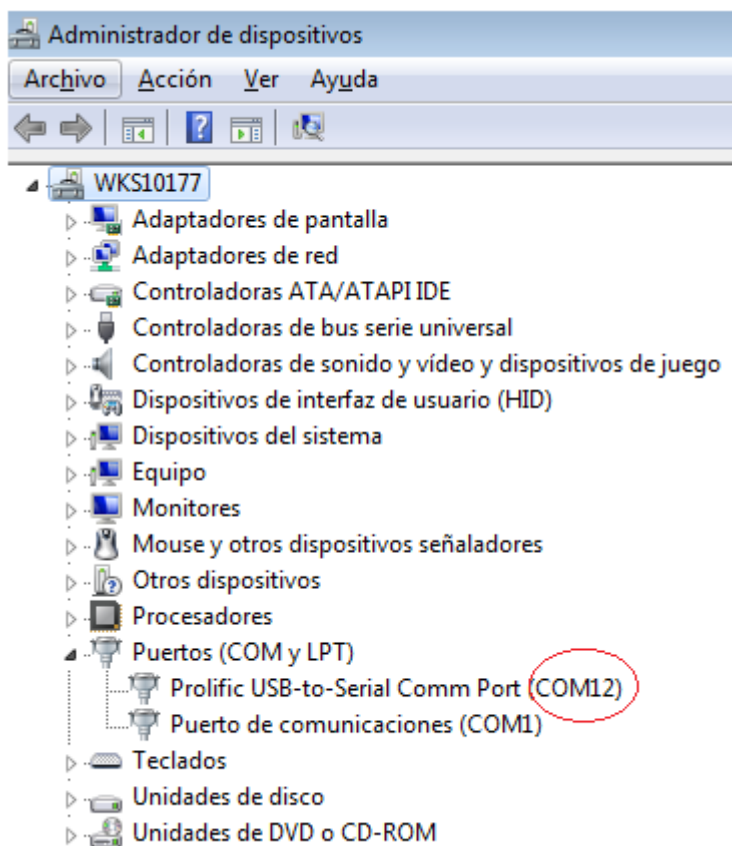 Administrador de dispositivos
Archivo Acción Ver Ayuda
WKS10177
Adaptadores de pantalla
Adaptadores de red
Controladoras ATA/ATAPI IDE
Controladoras de bus serie universal
Controladoras de sonido y vídeo y dispositivos de juego
Dispositivos de interfaz de usuario (HID)
Dispositivos del sistema
Equipo
Monitores
Mouse y otros dispositivos señaladores
Otros dispositivos
Procesadores
Puertos (COM y LPT)
Prolific USB-to-Serial Comm Port (COM12)
Puerto de comunicaciones (COM1)
Teclados
Unidades de disco
Unidades de DVD o CD-ROM